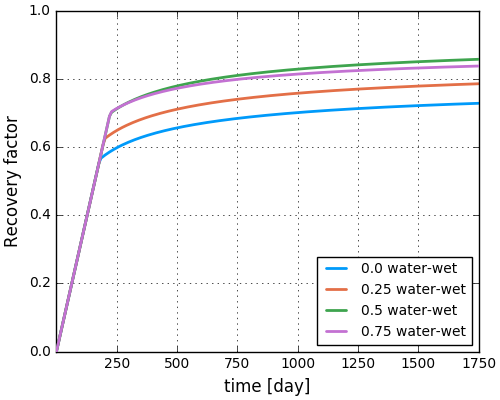 1.0
0.8
0.6
0.4
0.2
0.0
Recovery factor
0.0 water-wet
0.25 water-wet
0.5 water-wet
0.75 water-wet
250 500 750 1000 1250 1500 1750
time [day]